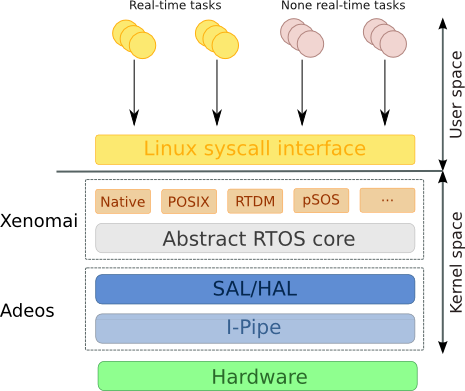 Real-time tasks
None real-time tasks
User space
Linux syscall interface
Xenomai
Native
POSIX
RTDM
pSOS
...
Abstract RTOS core
Kernel space
Adeos
SAL/HAL
I-Pipe
Hardware